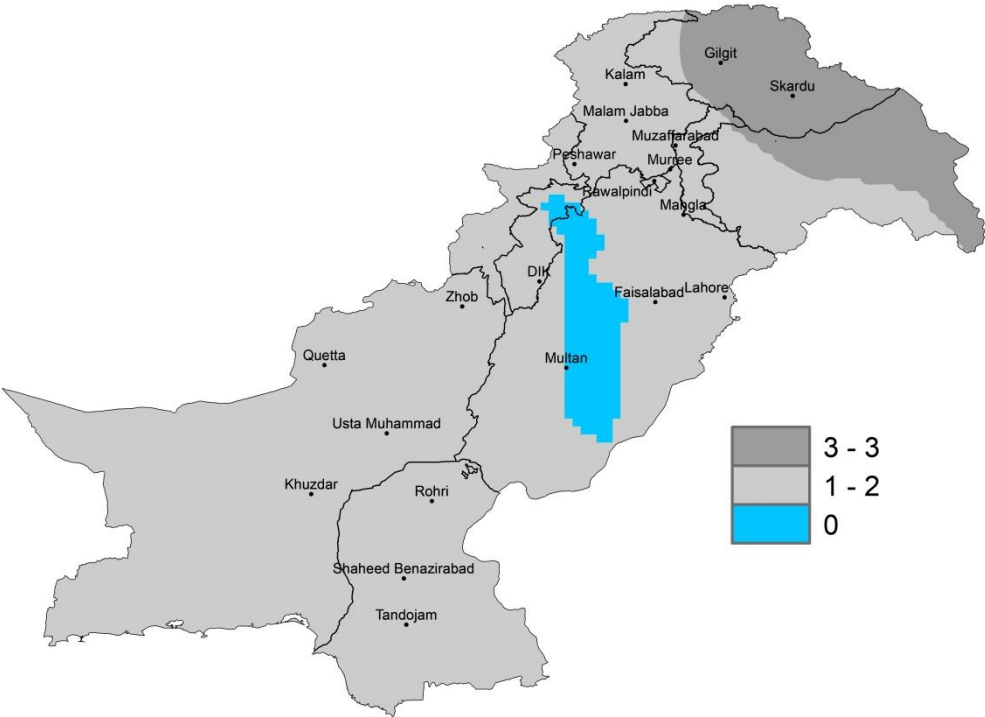 Gilgit
Kalam
Skardu
Malam Jabba
Muzaffarabad
Peshawar
Murree
Rawalpindi
Mangla
DIK
Zhob
Faisalabad
Lahore
Quetta
Multan
Usta Muhammad
Khuzdar
Rohri
Shaheed Benazirabad
Tandojam
3 - 3
1 - 2
0